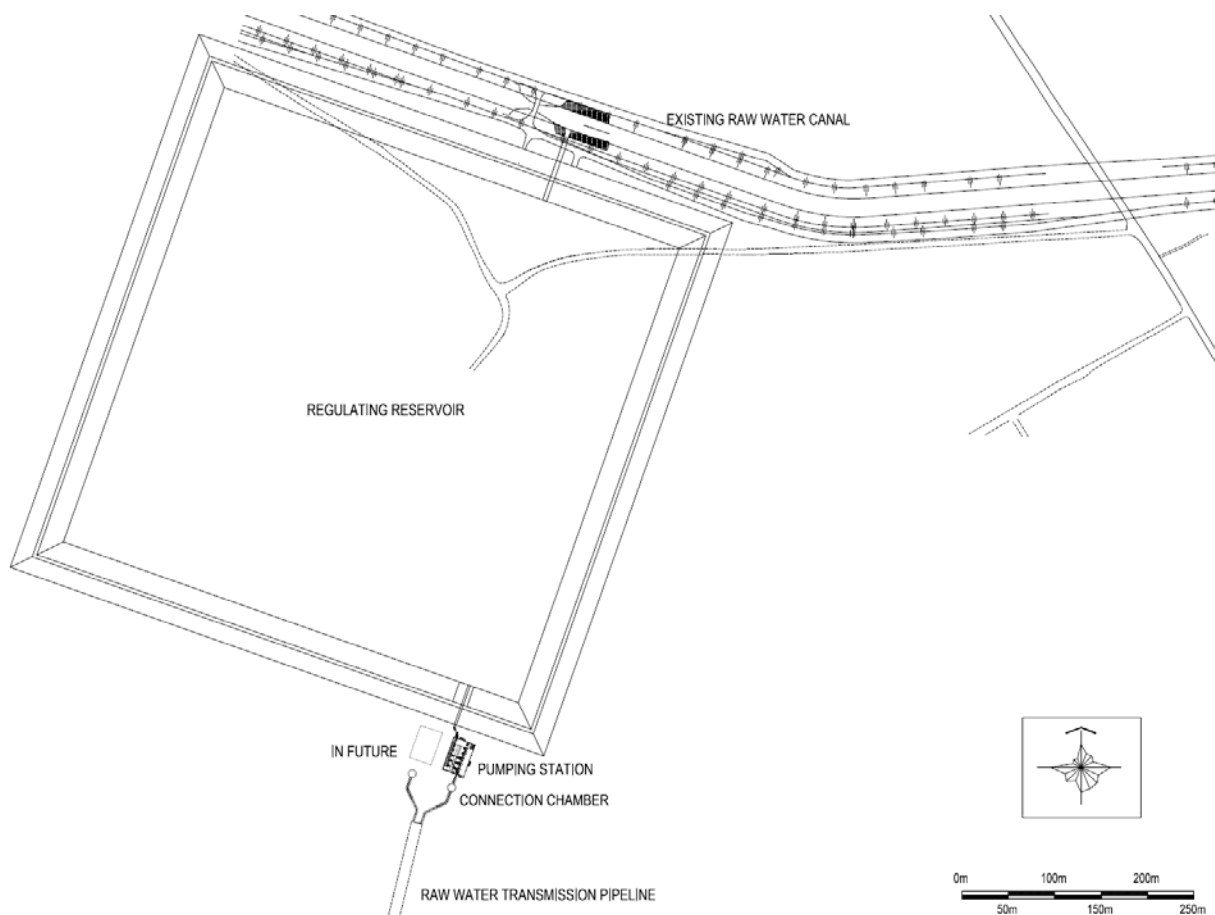 EXISTING RAW WATER CANAL
REGULATING RESERVOIR
IN FUTURE
PUMPING STATION
CONNECTION CHAMBER
RAW WATER TRANSMISSION PIPELINE
0m 100m 200m
50m 150m 250m